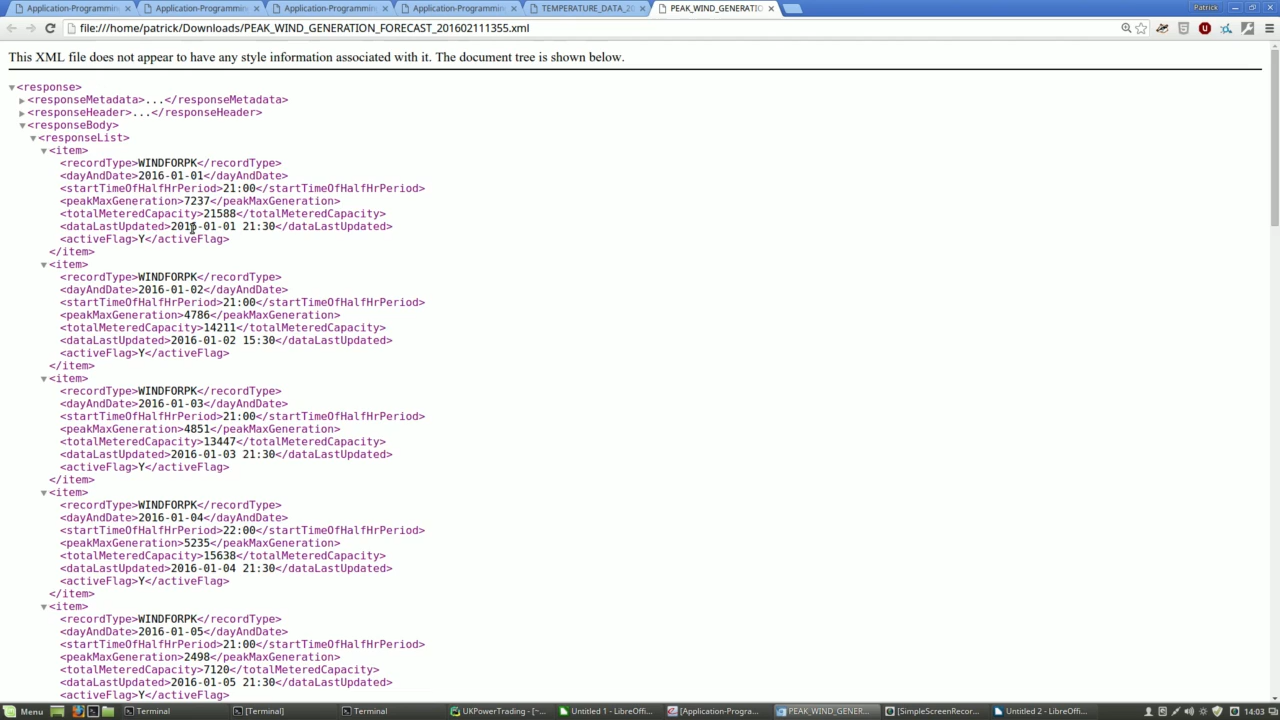 Application-Programming
Application-Programming
Application-Programming
Application-Programming
TEMPERATURE_DATA_20
PEAK_WIND_GENERATIO
Patrick
file:///home/patrick/Downloads/PEAK_WIND_GENERATION_FORECAST_201602111355.xml
This XML file does not appear to have any style information associated with it. The document tree is shown below.
<response>
<responseMetadata>...</responseMetadata>
<responseHeader>...</responseHeader>
<responseBody>
<responseList>
<item>
<recordType>WINDFORPK</recordType>
<dayAndDate>2016-01-01</dayAndDate>
<startTimeOfHalfHrPeriod>21:00</startTimeOfHalfHrPeriod>
<peakMaxGeneration>7237</peakMaxGeneration>
<totalMeteredCapacity>21588</totalMeteredCapacity>
<dataLastUpdated>2016-01-01 21:30</dataLastUpdated>
<activeFlag>Y</activeFlag>
</item>
<item>
<recordType>WINDFORPK</recordType>
<dayAndDate>2016-01-02</dayAndDate>
<startTimeOfHalfHrPeriod>21:00</startTimeOfHalfHrPeriod>
<peakMaxGeneration>4786</peakMaxGeneration>
<totalMeteredCapacity>14211</totalMeteredCapacity>
<dataLastUpdated>2016-01-02 15:30</dataLastUpdated>
<activeFlag>Y</activeFlag>
</item>
<item>
<recordType>WINDFORPK</recordType>
<dayAndDate>2016-01-03</dayAndDate>
<startTimeOfHalfHrPeriod>21:00</startTimeOfHalfHrPeriod>
<peakMaxGeneration>4851</peakMaxGeneration>
<totalMeteredCapacity>13447</totalMeteredCapacity>
<dataLastUpdated>2016-01-03 21:30</dataLastUpdated>
<activeFlag>Y</activeFlag>
</item>
<item>
<recordType>WINDFORPK</recordType>
<dayAndDate>2016-01-04</dayAndDate>
<startTimeOfHalfHrPeriod>22:00</startTimeOfHalfHrPeriod>
<peakMaxGeneration>5235</peakMaxGeneration>
<totalMeteredCapacity>15638</totalMeteredCapacity>
<dataLastUpdated>2016-01-04 21:30</dataLastUpdated>
<activeFlag>Y</activeFlag>
</item>
<item>
<recordType>WINDFORPK</recordType>
<dayAndDate>2016-01-05</dayAndDate>
<startTimeOfHalfHrPeriod>21:00</startTimeOfHalfHrPeriod>
<peakMaxGeneration>2498</peakMaxGeneration>
<totalMeteredCapacity>7120</totalMeteredCapacity>
<dataLastUpdated>2016-01-05 21:30</dataLastUpdated>
<activeFlag>Y</activeFlag>
Menu
Terminal
[Terminal]
Terminal
UKPowerTrading - [~...
Untitled 1 - LibreOffi...
[Application-Progra...
PEAK_WIND_GENER...
[SimpleScreenRecor...
Untitled 2 - LibreOffi...
14:03